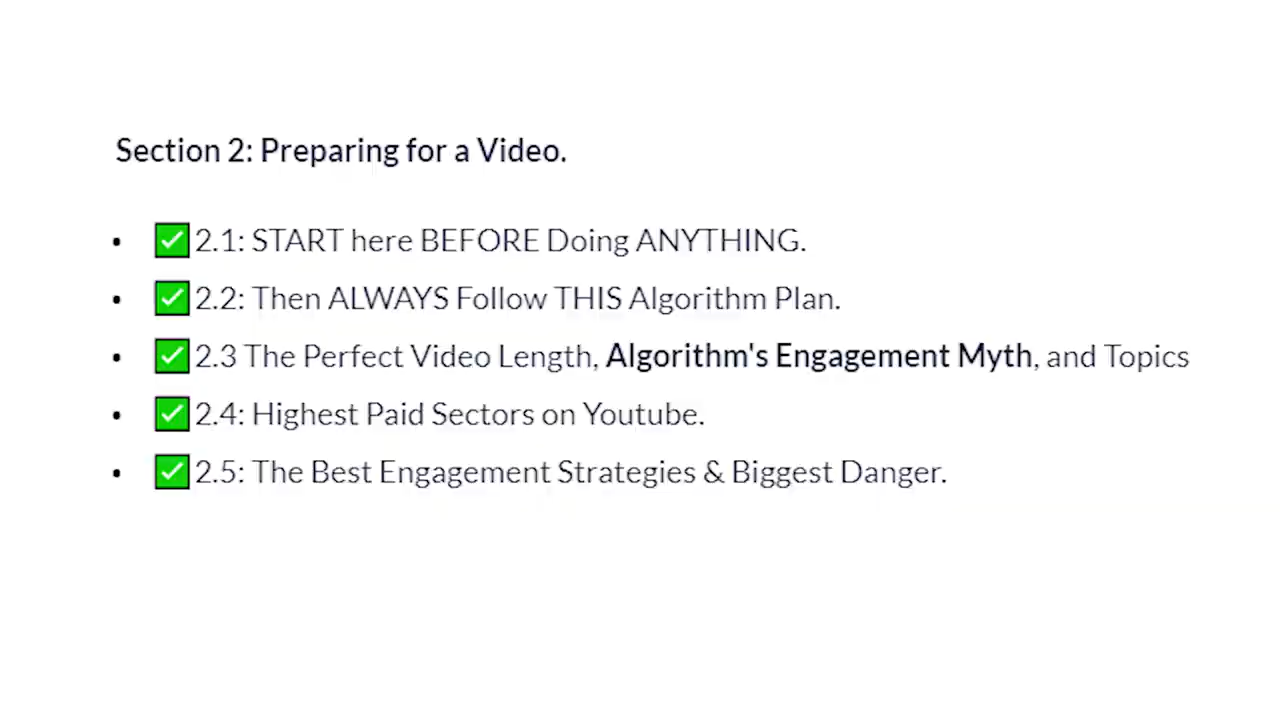 Section 2: Preparing for a Video.
• ✅ 2.1: START here BEFORE Doing ANYTHING.
• ✅ 2.2: Then ALWAYS Follow THIS Algorithm Plan.
• ✅ 2.3 The Perfect Video Length, Algorithm's Engagement Myth, and Topics
• ✅ 2.4: Highest Paid Sectors on Youtube.
• ✅ 2.5: The Best Engagement Strategies & Biggest Danger.